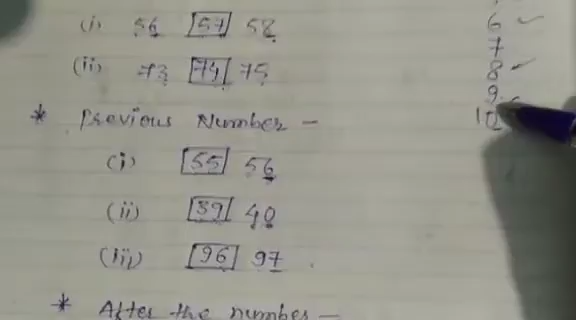 (i) 56 57 58
(ii) 73 74 75
* Previous Number -
(i) 55 56
(ii) 39 40
(iii) 96 97 .
* After the number -
6
7
8
9
10